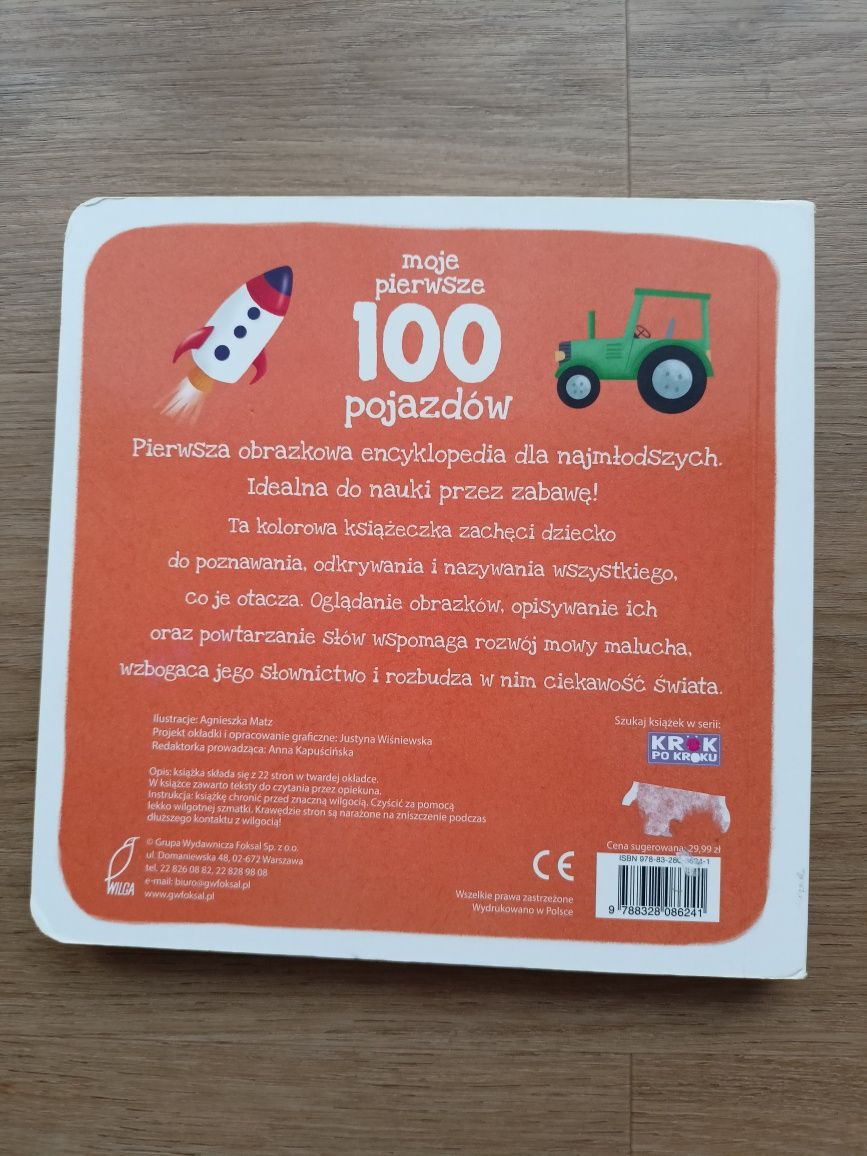 moje
pierwsze
100
pojazdów
Pierwsza obrazkowa encyklopedia dla najmłodszych.
Idealna do nauki przez zabawę!
Ta kolorowa książeczka zachęci dziecko
do poznawania, odkrywania i nazywania wszystkiego,
co je otacza. Oglądanie obrazków, opisywanie ich
oraz powtarzanie słów wspomaga rozwój mowy malucha,
wzbogaca jego słownictwo i rozbudza w nim ciekawość świata.
Ilustracje: Agnieszka Matz
Projekt okładki i opracowanie graficzne: Justyna Wiśniewska
Redaktorka prowadząca: Anna Kapuścińska
Opis: książka składa się z 22 stron w twardej okładce.
W książce zawarto teksty do czytania przez opiekuna.
Instrukcja: książkę chronić przed znaczną wilgocią. Czyścić za pomocą
lekko wilgotnej szmatki. Krawędzie stron są narażone na zniszczenie podczas
dłuższego kontaktu z wilgocią!
WILGA
© Grupa Wydawnicza Foksal Sp. z o.o.
ul. Domaniewska 48, 02-672 Warszawa
tel. 22 826 08 82, 22 828 98 08
e-mail: biuro@gwfoksal.pl
www.gwfoksal.pl
CE
Wszelkie prawa zastrzeżone
Wydrukowano w Polsce
Szukaj książek w serii:
KROK
PO KROKU
Cena sugerowana: 29,99 zł
ISBN 978-83-280-8624-1
9 788328 086241